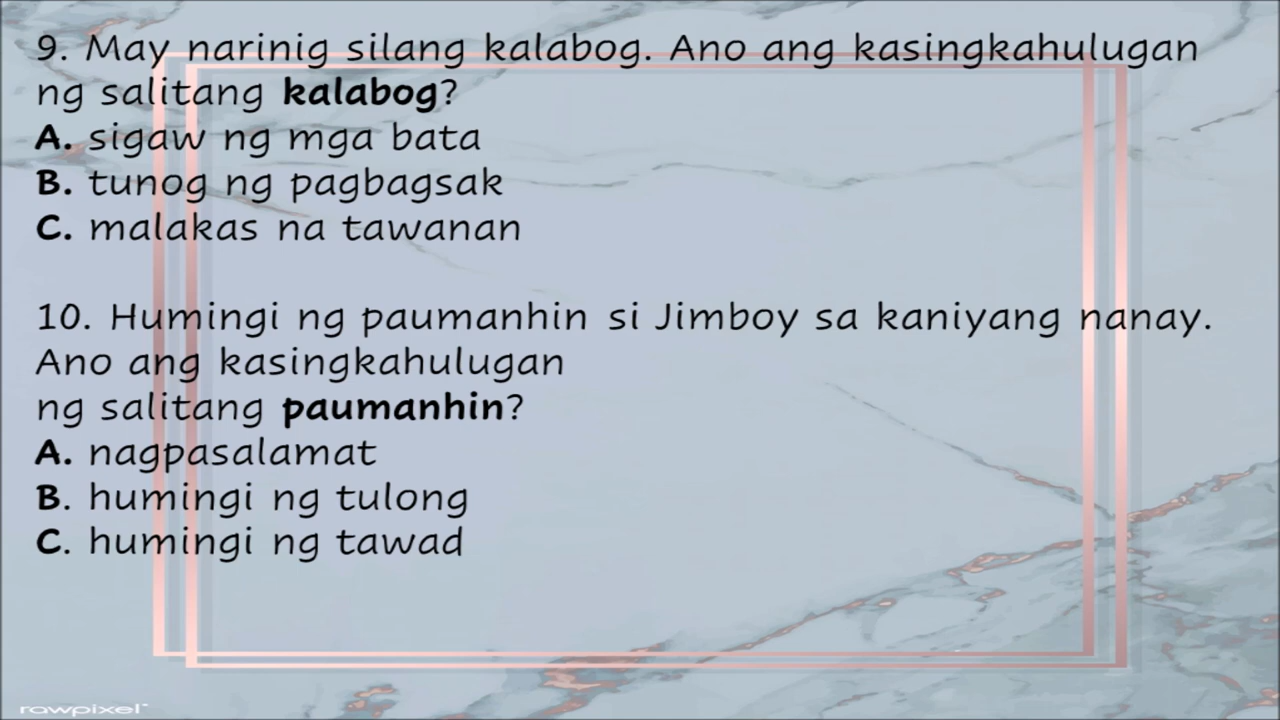 9. May narinig silang kalabog. Ano ang kasingkahulugan
ng salitang kalabog?
A. sigaw ng mga bata
B. tunog ng pagbagsak
C. malakas na tawanan
10. Humingi ng paumanhin si Jimboy sa kaniyang nanay.
Ano ang kasingkahulugan
ng salitang paumanhin?
A. nagpasalamat
B. humingi ng tulong
C. humingi ng tawad
rawpixel